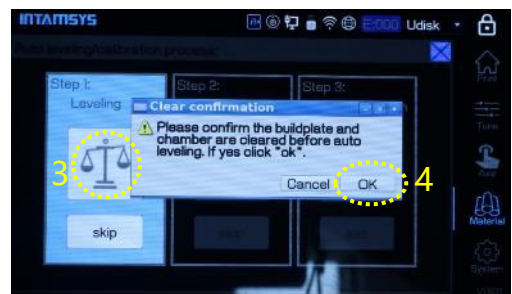 INTAMSYS
E:000 Udisk
Auto leveling/calibration process:
Step 1:
Leveling
Step 2:
Step 3:
Clear confirmation
Please confirm the buildplate and
chamber are cleared before auto
leveling. If yes click "ok".
Cancel
OK
3
4
skip
skip
Print
Tune
Axis
Material
System